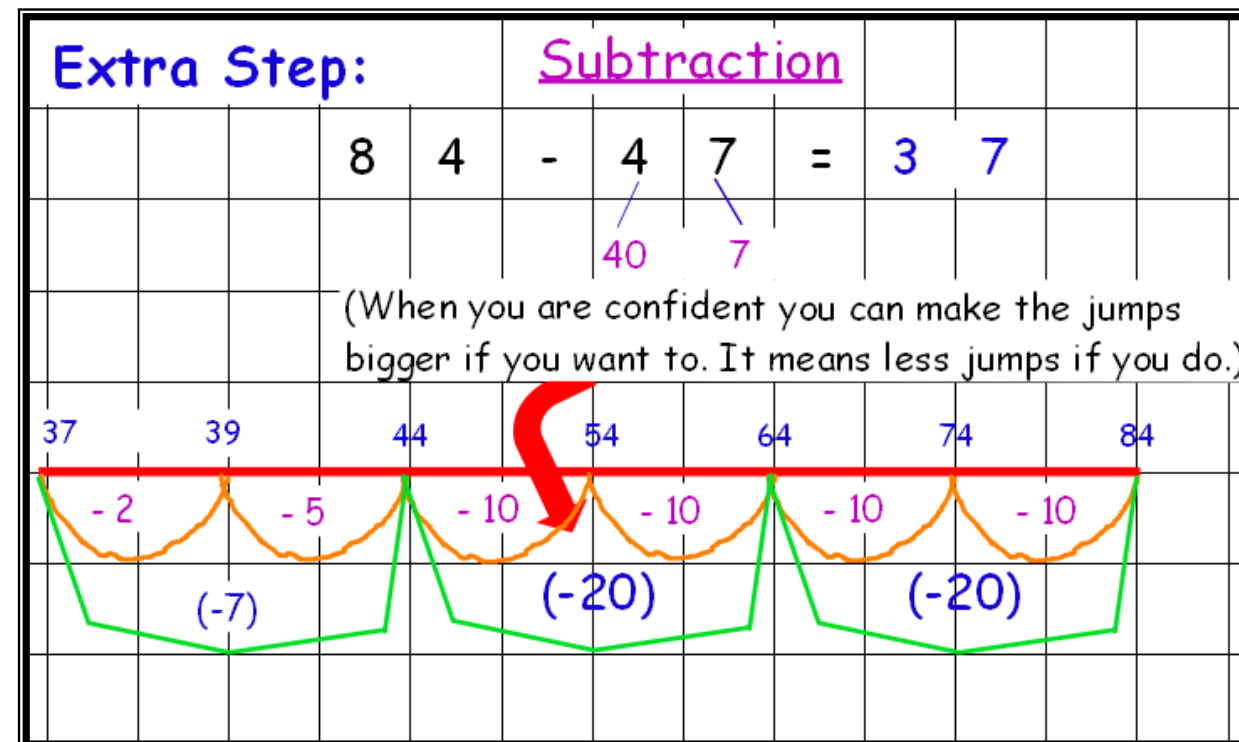 Extra Step: Subtraction
8 4 - 4 7 = 3 7
40 7
(When you are confident you can make the jumps
bigger if you want to. It means less jumps if you do.)
37 39 44 54 64 74 84
- 2 - 5 - 10 - 10 - 10 - 10
(-7) (-20) (-20)